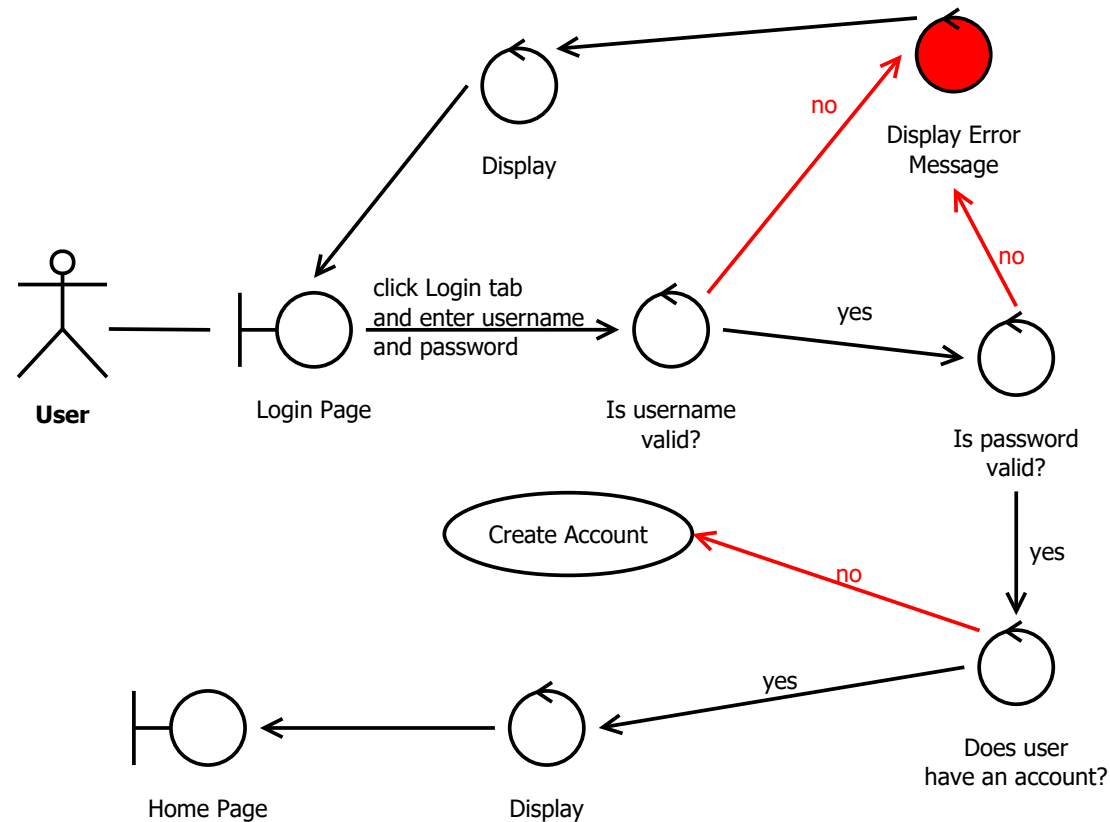 no
Display Error
Message
Display
no
click Login tab
and enter username
and password
yes
User
Login Page
Is username
valid?
Is password
valid?
Create Account
yes
no
yes
Does user
have an account?
Home Page
Display